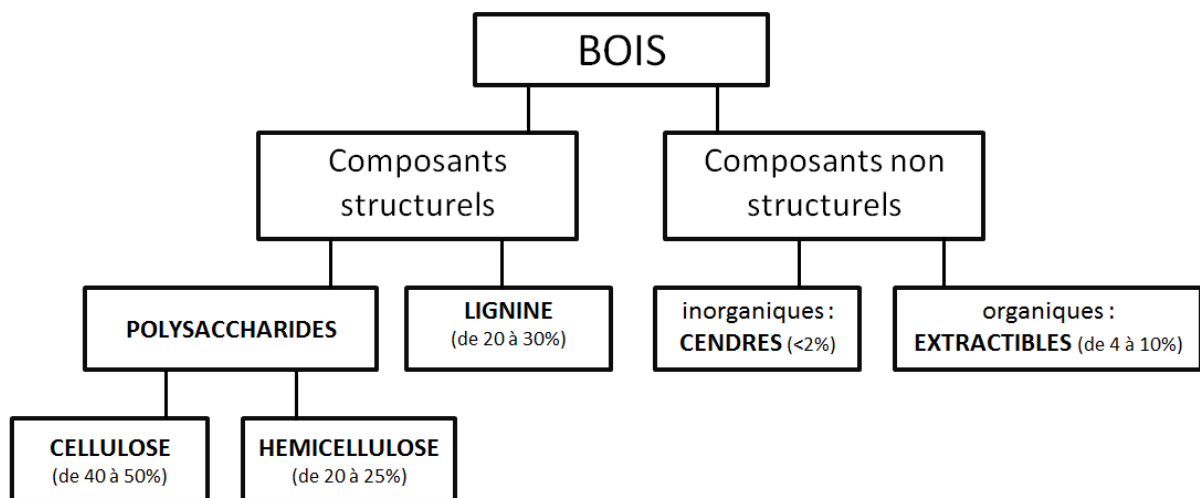 BOIS
Composants
structurels
Composants non
structurels
POLYSACCHARIDES
LIGNINE
(de 20 à 30%)
inorganiques :
CENDRES (<2%)
organiques :
EXTRACTIBLES (de 4 à 10%)
CELLULOSE
(de 40 à 50%)
HEMICELLULOSE
(de 20 à 25%)